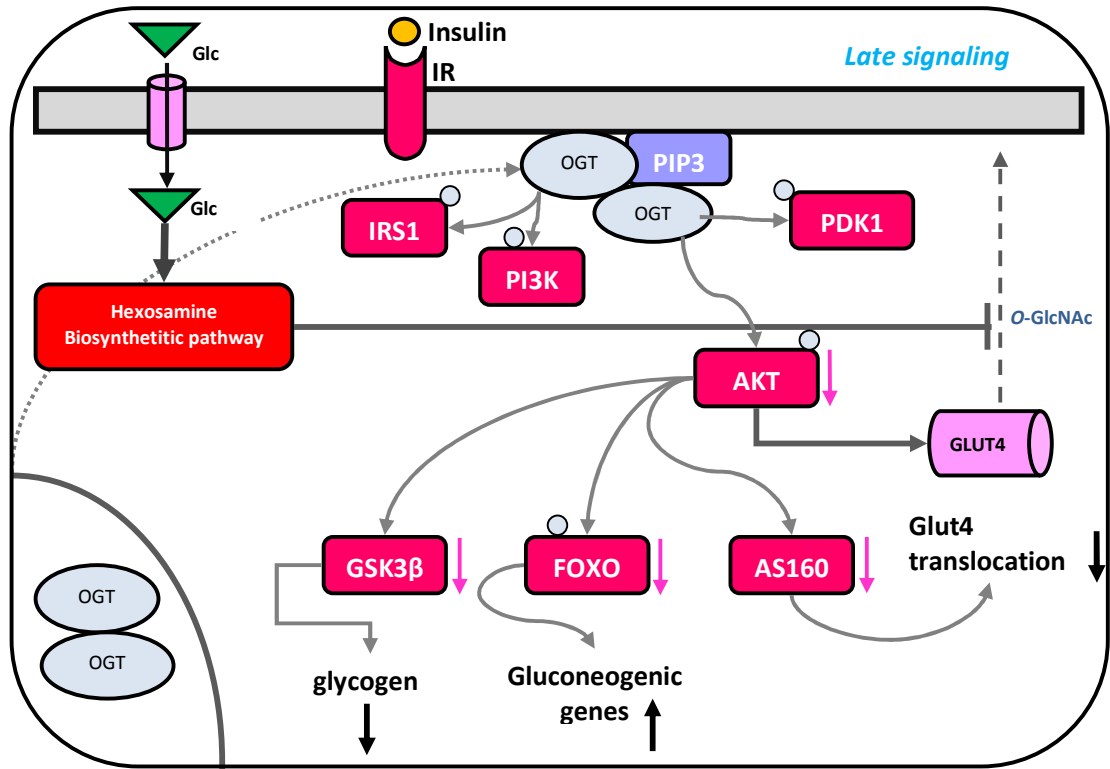 Insulin
Glc
IR
Late signaling
OGT
PIP3
Glc
OGT
IRS1
PDK1
PI3K
Hexosamine
Biosynthetitic pathway
O-GlcNAc
AKT
GLUT4
Glut4
translocation
GSK3β
FOXO
AS160
OGT
OGT
glycogen
Gluconeogenic
genes